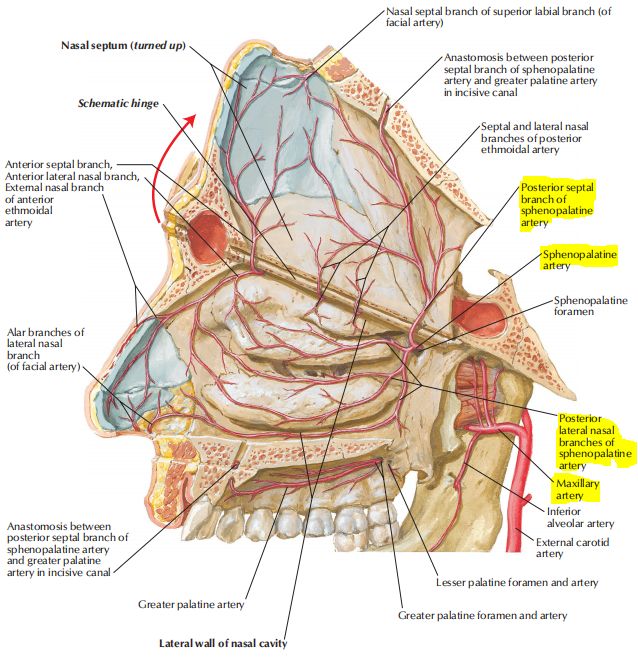 Nasal septal branch of superior labial branch (of
facial artery)
Nasal septum (turned up)
Anastomosis between posterior
septal branch of sphenopalatine
artery and greater palatine artery
in incisive canal
Schematic hinge
Septal and lateral nasal
branches of posterior
ethmoidal artery
Anterior septal branch,
Anterior lateral nasal branch,
External nasal branch
of anterior
ethmoidal
artery
Posterior septal
branch of
sphenopalatine
artery
Sphenopalatine
artery
Sphenopalatine
foramen
Alar branches of
lateral nasal
branch
(of facial artery)
Posterior
lateral nasal
branches of
sphenopalatine
artery
Maxillary
artery
Inferior
alveolar artery
External carotid
artery
Anastomosis between
posterior septal branch of
sphenopalatine artery
and greater palatine
artery in incisive canal
Lesser palatine foramen and artery
Greater palatine artery
Greater palatine foramen and artery
Lateral wall of nasal cavity